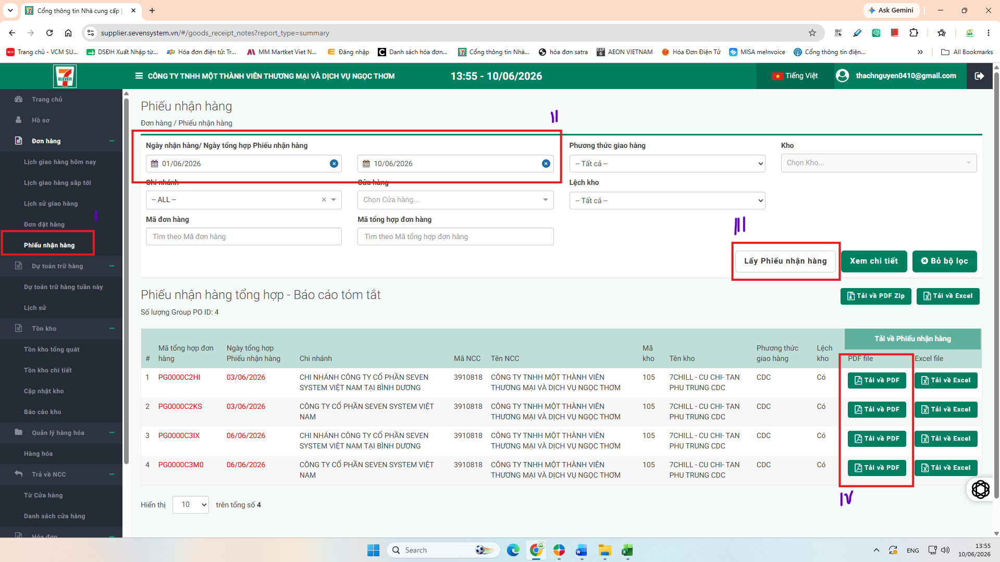 Cổng thông tin Nhà cung cấp |
Ask Gemini
supplier.sevensystem.vn/#/goods_receipt_notes?report_type=summary
Trang chủ - VCM SU...
DSĐH Xuất Nhập từ...
Hóa đơn điện tử: Tr...
MM Martket Viet N...
Đăng nhập
Danh sách hóa đơn...
Cổng thông tin Nhà...
hóa đơn satra
AEON VIETNAM
Hóa Đơn Điện Tử
MISA meInvoice
Cổng thông tin điện...
All Bookmarks
7 ELEVEN
CÔNG TY TNHH MỘT THÀNH VIÊN THƯƠNG MẠI VÀ DỊCH VỤ NGỌC THƠM
13:55 - 10/06/2026
Tiếng Việt
thachnguyen0410@gmail.com
Trang chủ
Hồ sơ
Đơn hàng
Lịch giao hàng hôm nay
Lịch giao hàng sắp tới
Lịch sử giao hàng
I
Đơn đặt hàng
Phiếu nhận hàng
Dự toán trữ hàng
Dự toán trữ hàng tuần này
Lịch sử
Tồn kho
Tồn kho tổng quát
Tồn kho chi tiết
Cập nhật kho
Báo cáo kho
Quản lý hàng hóa
Hàng hóa
Trả về NCC
Từ Cửa hàng
Danh sách cửa hàng
Hóa đơn
Phiếu nhận hàng
Đơn hàng / Phiếu nhận hàng
II
Ngày nhận hàng/ Ngày tổng hợp Phiếu nhận hàng
Phương thức giao hàng
Kho
01/06/2026
10/06/2026
-- Tất cả --
Chọn Kho...
Chi nhánh
Cửa hàng
Lệch kho
-- ALL --
Chọn Cửa hàng...
-- Tất cả --
Mã đơn hàng
Mã tổng hợp đơn hàng
III
Tìm theo Mã đơn hàng
Tìm theo Mã tổng hợp đơn hàng
Lấy Phiếu nhận hàng
Xem chi tiết
Bỏ bộ lọc
Phiếu nhận hàng tổng hợp - Báo cáo tóm tắt
Tải về PDF Zip
Tải về Excel
Số lượng Group PO ID: 4
Tải về Phiếu nhận hàng
# Mã tổng hợp đơn hàng Ngày tổng hợp Phiếu nhận hàng Chi nhánh Mã NCC Tên NCC Mã kho Tên kho Phương thức giao hàng Lệch kho PDF file Excel file
1 PG0000C2HI 03/06/2026 CHI NHÁNH CÔNG TY CỔ PHẦN SEVEN SYSTEM VIỆT NAM TẠI BÌNH DƯƠNG 3910818 CÔNG TY TNHH MỘT THÀNH VIÊN THƯƠNG MẠI VÀ DỊCH VỤ NGỌC THƠM 105 7CHILL - CU CHI- TAN PHU TRUNG CDC CDC Có Tải về PDF Tải về Excel
2 PG0000C2KS 03/06/2026 CÔNG TY CỔ PHẦN SEVEN SYSTEM VIỆT NAM 3910818 CÔNG TY TNHH MỘT THÀNH VIÊN THƯƠNG MẠI VÀ DỊCH VỤ NGỌC THƠM 105 7CHILL - CU CHI- TAN PHU TRUNG CDC CDC Có Tải về PDF Tải về Excel
3 PG0000C3IX 06/06/2026 CHI NHÁNH CÔNG TY CỔ PHẦN SEVEN SYSTEM VIỆT NAM TẠI BÌNH DƯƠNG 3910818 CÔNG TY TNHH MỘT THÀNH VIÊN THƯƠNG MẠI VÀ DỊCH VỤ NGỌC THƠM 105 7CHILL - CU CHI- TAN PHU TRUNG CDC CDC Có Tải về PDF Tải về Excel
4 PG0000C3M0 06/06/2026 CÔNG TY CỔ PHẦN SEVEN SYSTEM VIỆT NAM 3910818 CÔNG TY TNHH MỘT THÀNH VIÊN THƯƠNG MẠI VÀ DỊCH VỤ NGỌC THƠM 105 7CHILL - CU CHI- TAN PHU TRUNG CDC CDC Có Tải về PDF Tải về Excel
IV
Hiển thị 10 trên tổng số 4
Search
ENG
13:55
10/06/2026